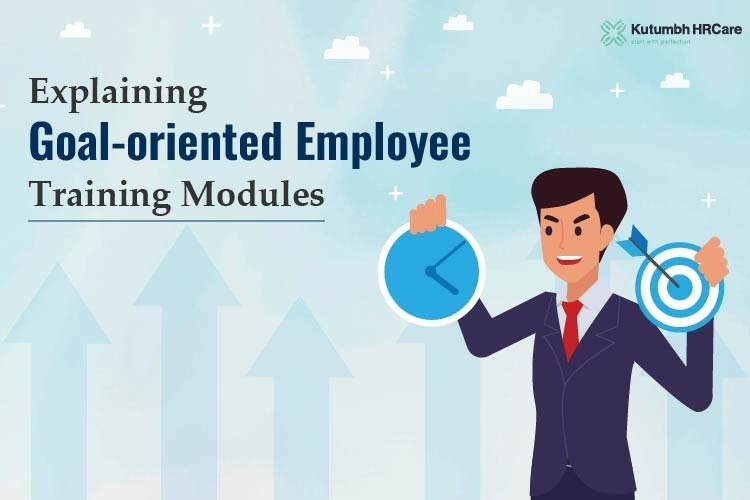 Kutumbh HRCare
start with perfection
Explaining
Goal-oriented Employee
Training Modules